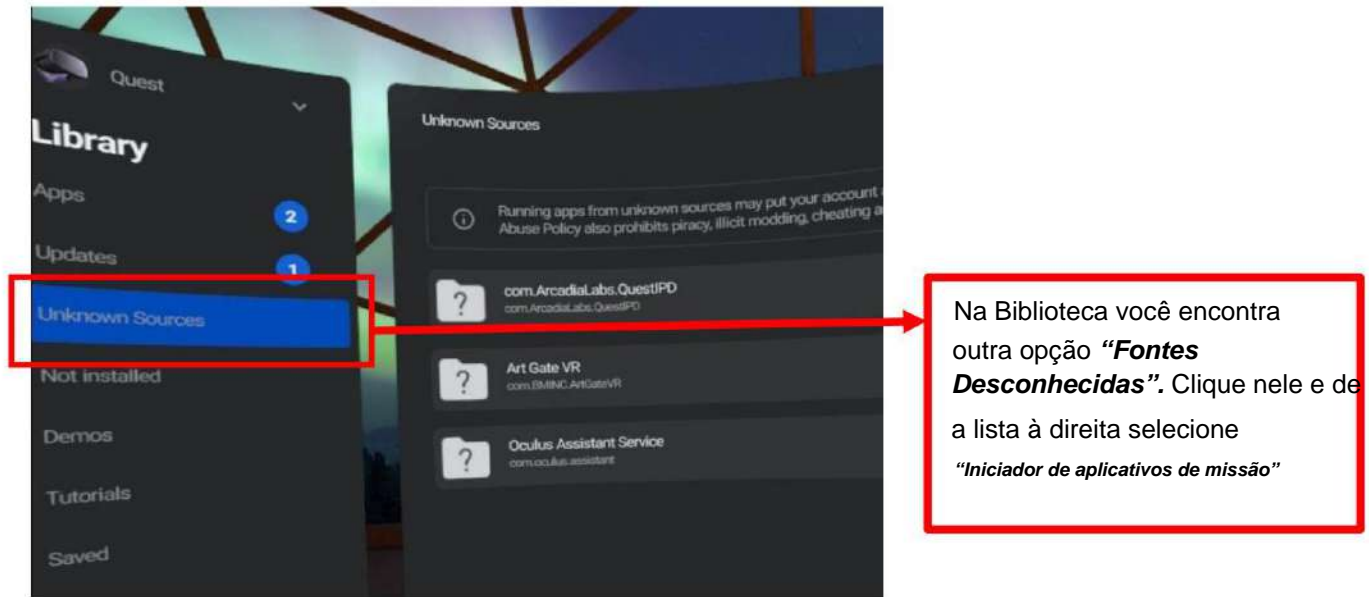 Quest
Library
Apps
2
Updates
1
Unknown Sources
Not installed
Demos
Tutorials
Saved
Unknown Sources
Running apps from unknown sources may put your account a
Abuse Policy also prohibits piracy, illicit modding, cheating a
com.ArcadiaLabs.QuestIPD
com.ArcadiaLabs.QuestIPD
Art Gate VR
com.BMINC.ArtGateVR
Oculus Assistant Service
com.oculus.assistant
Na Biblioteca você encontra
outra opção “Fontes
Desconhecidas”. Clique nele e de
a lista à direita selecione
“Iniciador de aplicativos de missão”